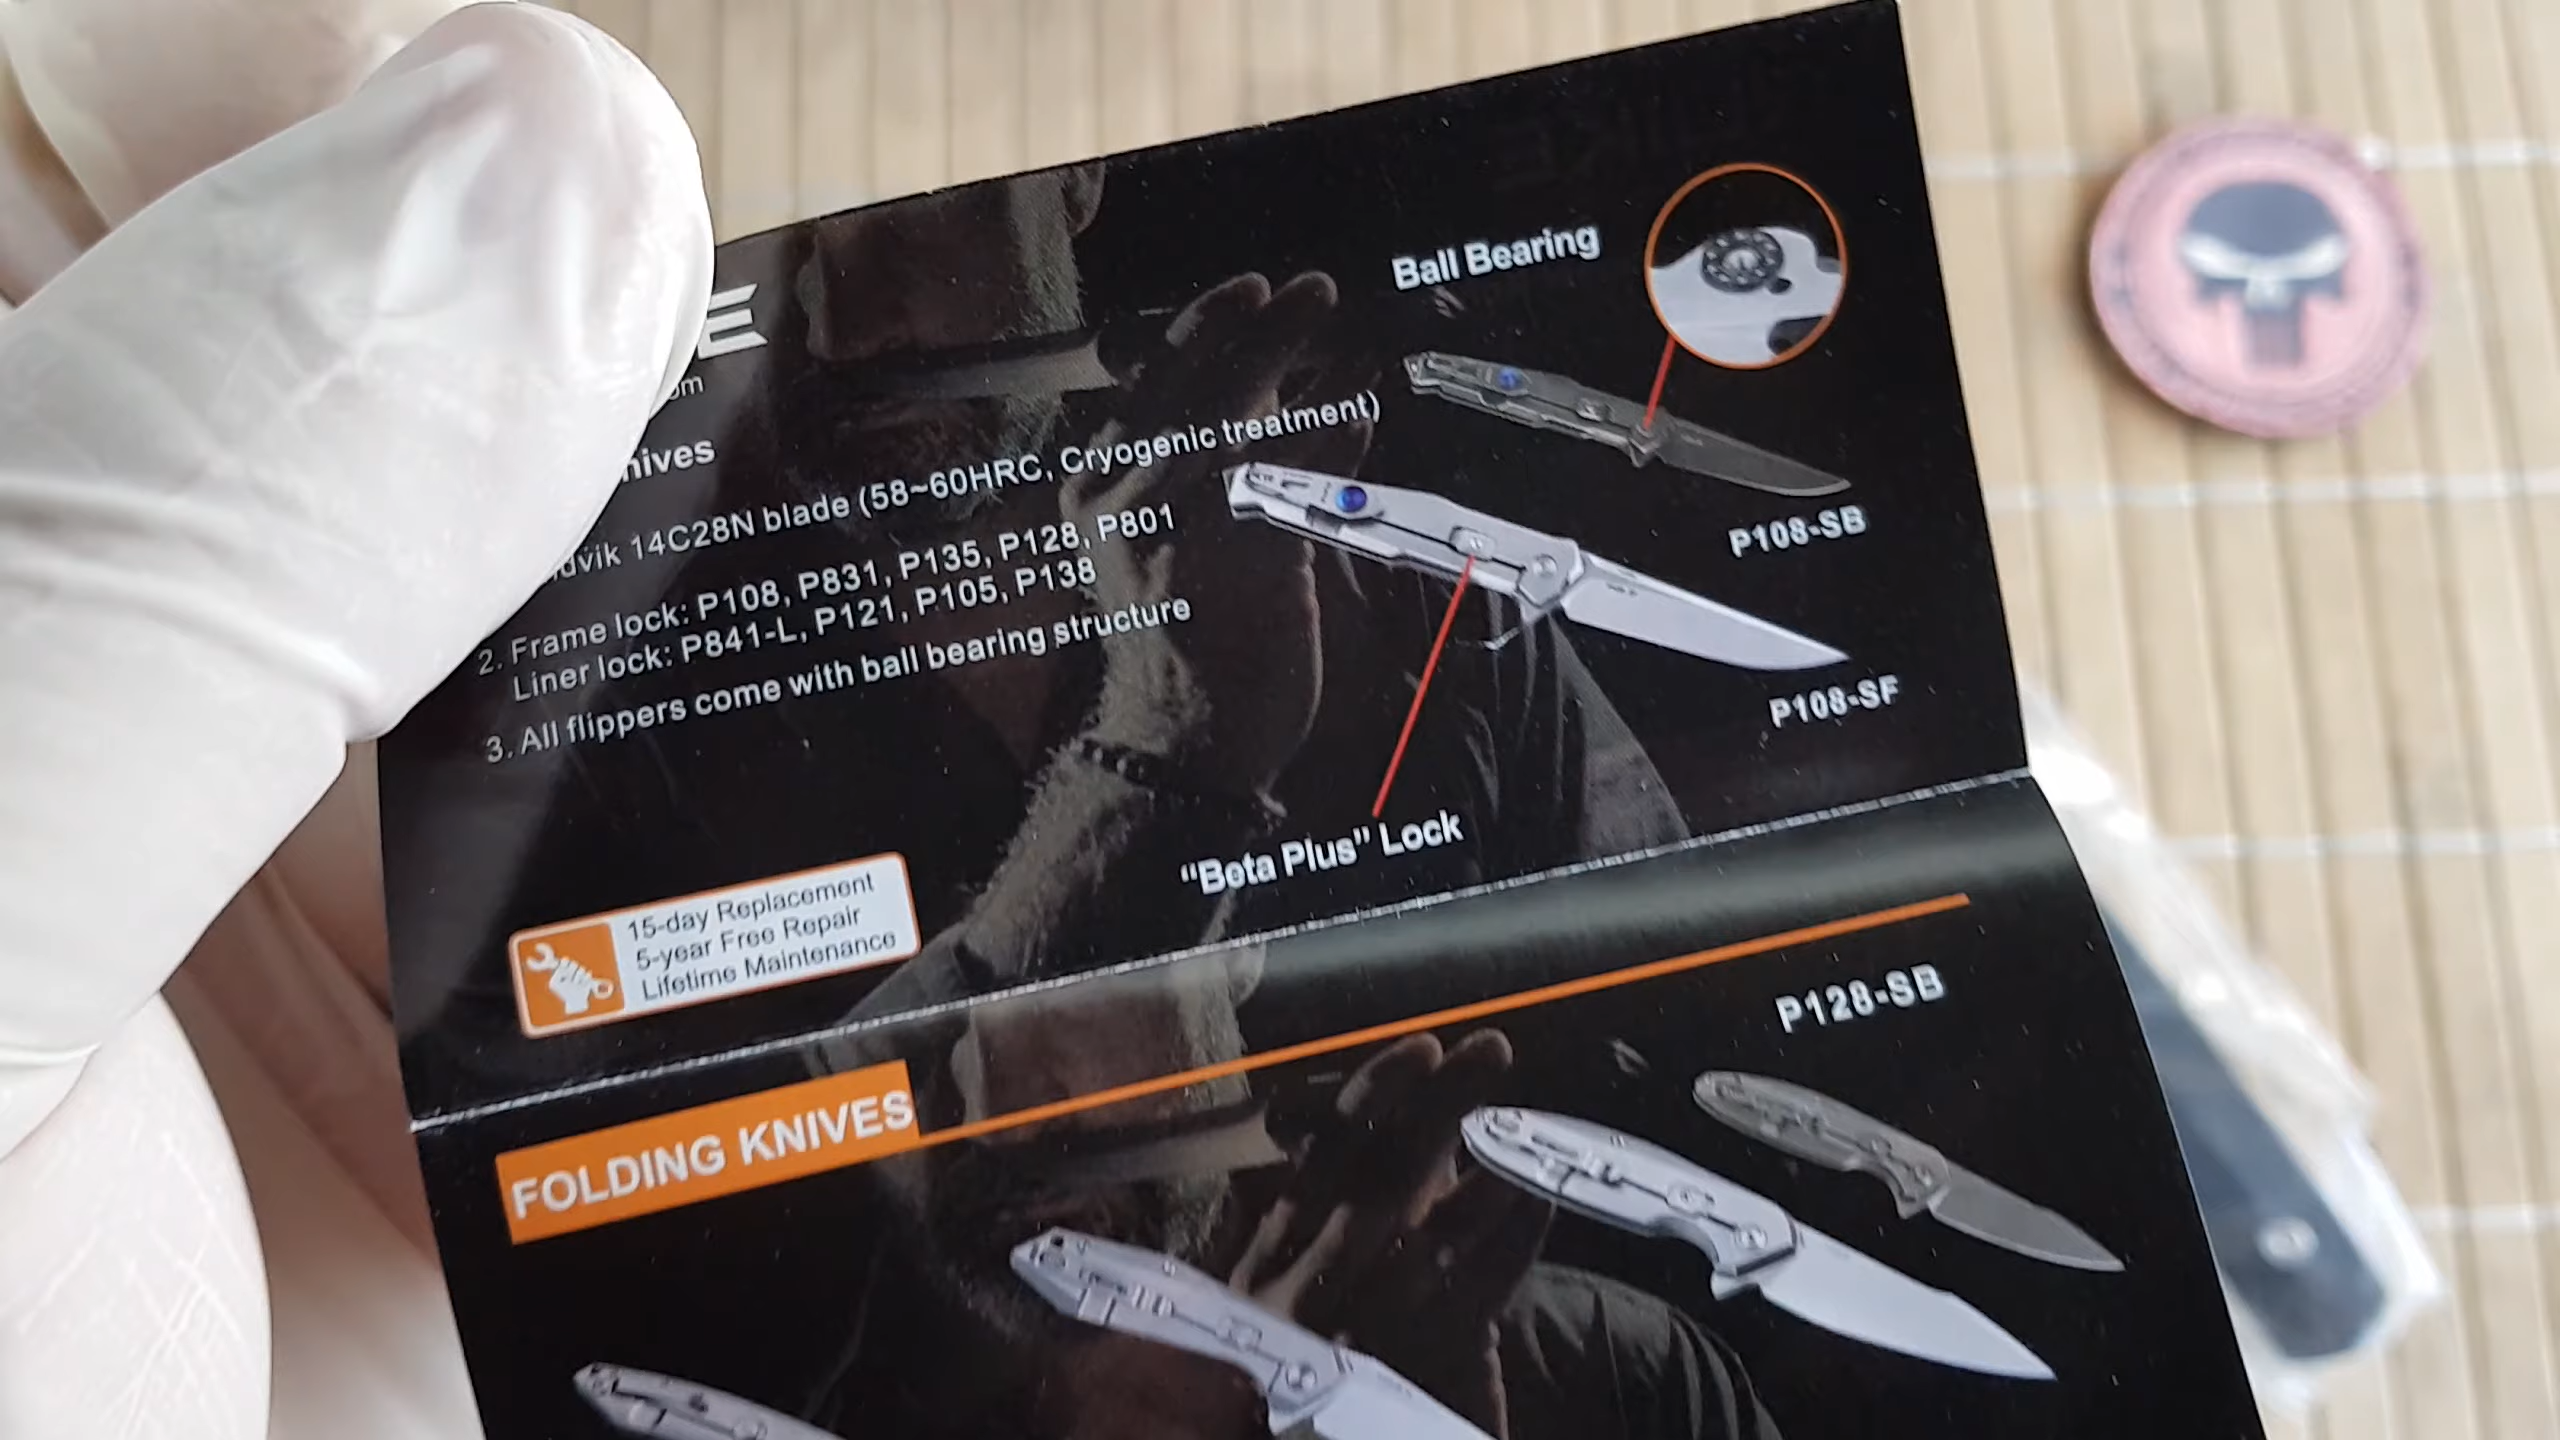 Ball Bearing
E
om
nives
dvik 14C28N blade (58~60HRC, Cryogenic treatment)
2. Frame lock: P108, P831, P135, P128, P801
Liner lock: P841-L, P121, P105, P138
3. All flippers come with ball bearing structure
P108-SB
P108-SF
“Beta Plus” Lock
15-day Replacement
5-year Free Repair
Lifetime Maintenance
P128-SB
FOLDING KNIVES